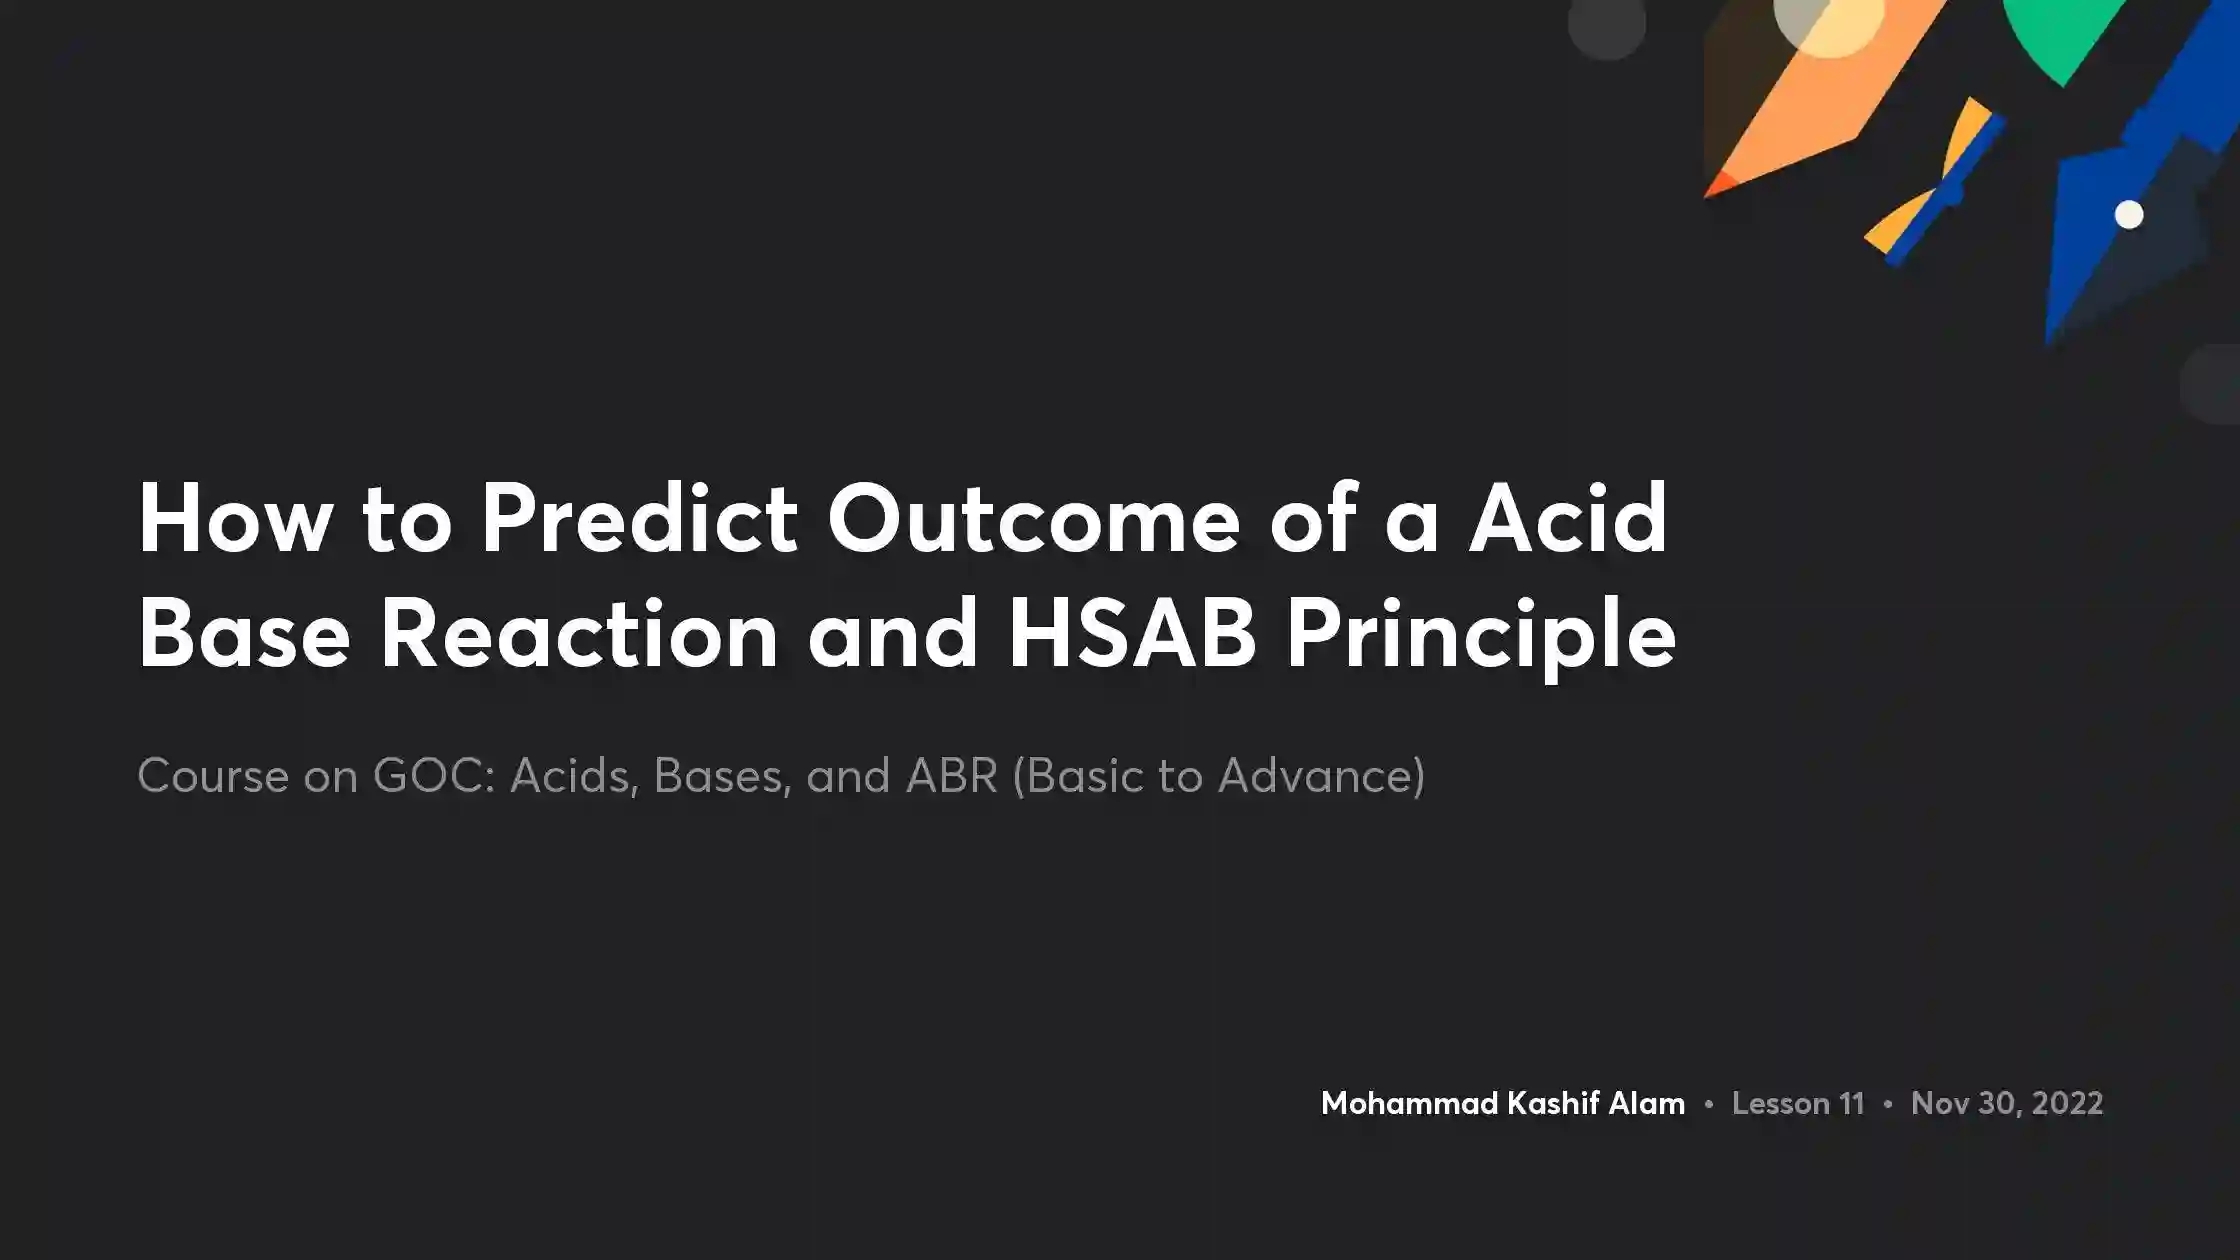 How to Predict Outcome of a Acid
Base Reaction and HSAB Principle
Course on GOC: Acids, Bases, and ABR (Basic to Advance)
Mohammad Kashif Alam • Lesson 11 • Nov 30, 2022